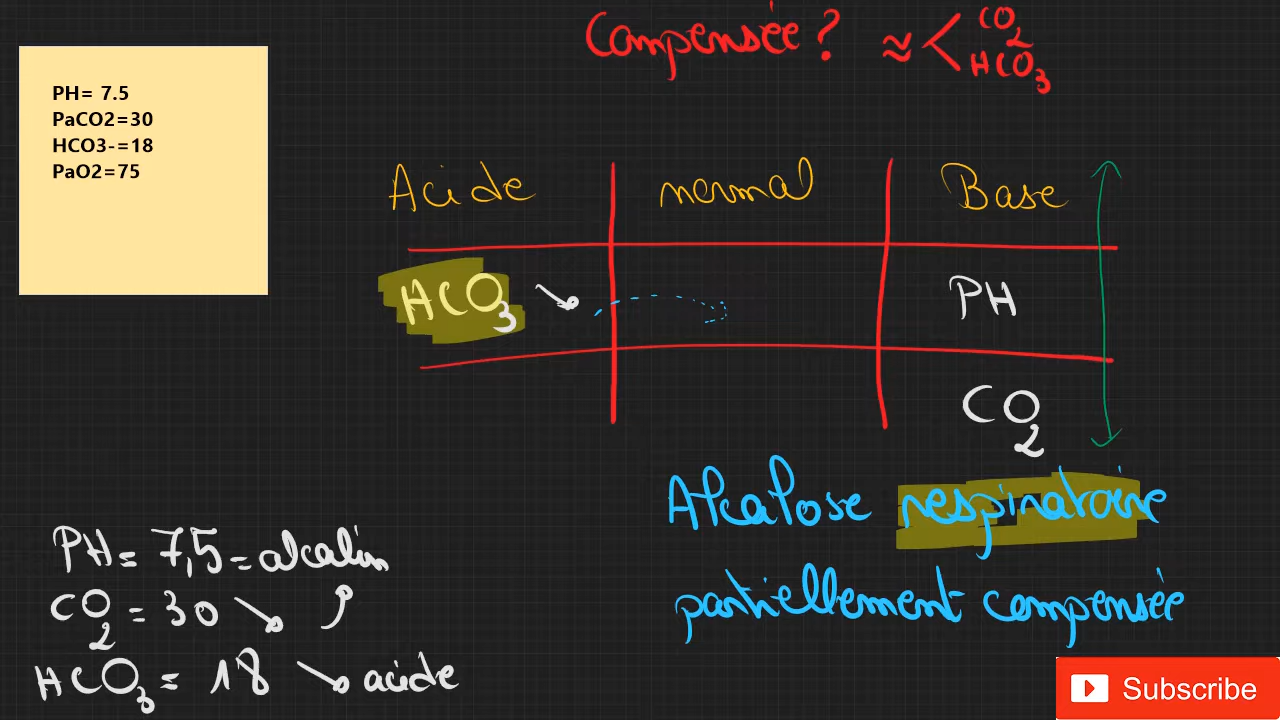 Compensée ? ≈ < CO2
HCO3
PH= 7.5
PaCO2=30
HCO3-=18
PaO2=75
Acide normal Base
HCO3 ↘ PH
CO2
Alcalose respiratoire
partiellement compensée
PH = 7,5 = alcalin
CO2 = 30 ↘
HCO3 = 18 ↘ acide
Subscribe